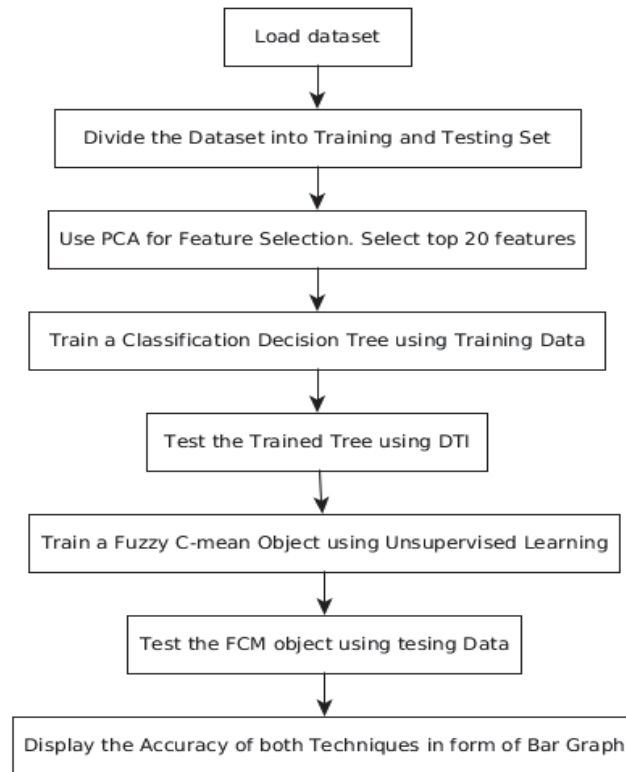 Load dataset
Divide the Dataset into Training and Testing Set
Use PCA for Feature Selection. Select top 20 features
Train a Classification Decision Tree using Training Data
Test the Trained Tree using DTI
Train a Fuzzy C-mean Object using Unsupervised Learning
Test the FCM object using tesing Data
Display the Accuracy of both Techniques in form of Bar Graph